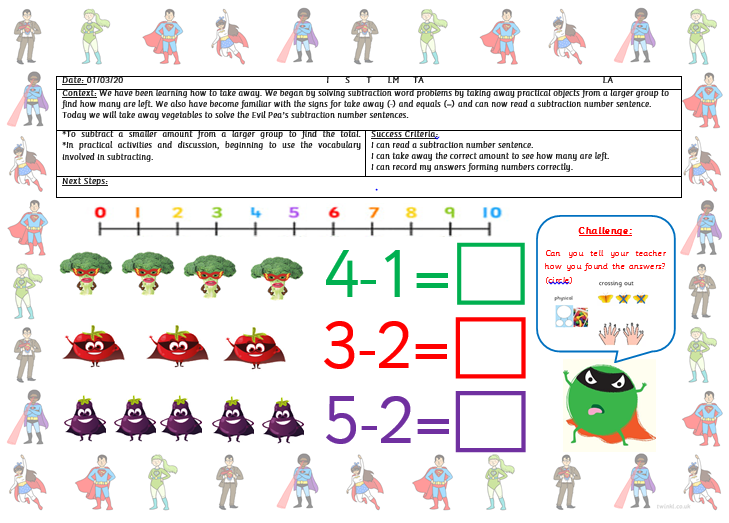 Date: 01/03/20 I S T IM TA LA
Context: We have been learning how to take away. We began by solving subtraction word problems by taking away practical objects from a larger group to
find how many are left. We also have become familiar with the signs for take away (-) and equals (=) and can now read a subtraction number sentence.
Today we will take away vegetables to solve the Evil Pea's subtraction number sentences.
*To subtract a smaller amount from a larger group to find the total.
*In practical activities and discussion, beginning to use the vocabulary
involved in subtracting.
Success Criteria:
I can read a subtraction number sentence.
I can take away the correct amount to see how many are left.
I can record my answers forming numbers correctly.
Next Steps:
0 1 2 3 4 5 6 7 8 9 10
4-1=
3-2=
5-2=
Challenge:
Can you tell your teacher
how you found the answers?
(circle)
crossing out
physical